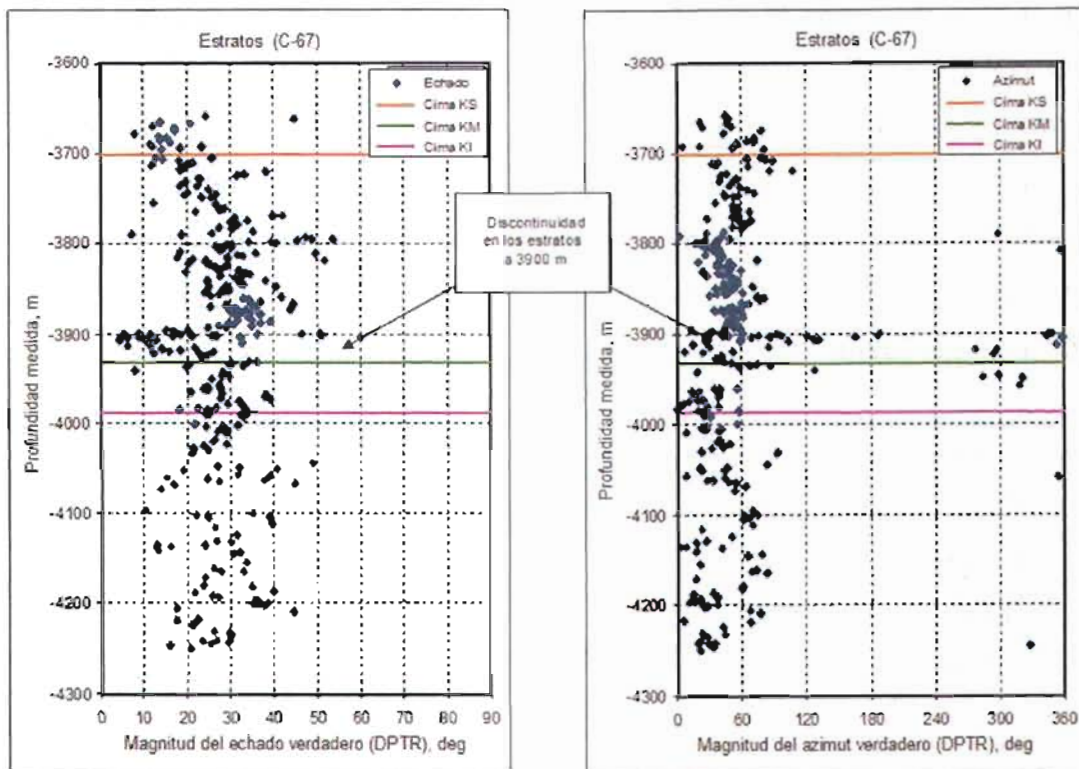 Estratos (C-67)
Echado
Cima KS
Cima KM
Cima KI
-3600
-3700
-3800
-3900
-4000
-4100
-4200
-4300
Profundidad medida, m
0 10 20 30 40 50 60 70 80 90
Magnitud del echado verdadero (DPTR), deg
Discontinuidad
en los estratos
a 3900 m
Estratos (C-67)
Azimut
Cima KS
Cima KM
Cima KI
-3600
-3700
-3800
-3900
-4000
-4100
-4200
-4300
Profundidad medida, m
0 60 120 180 240 300 360
Magnitud del azimut verdadero (DPTR), deg